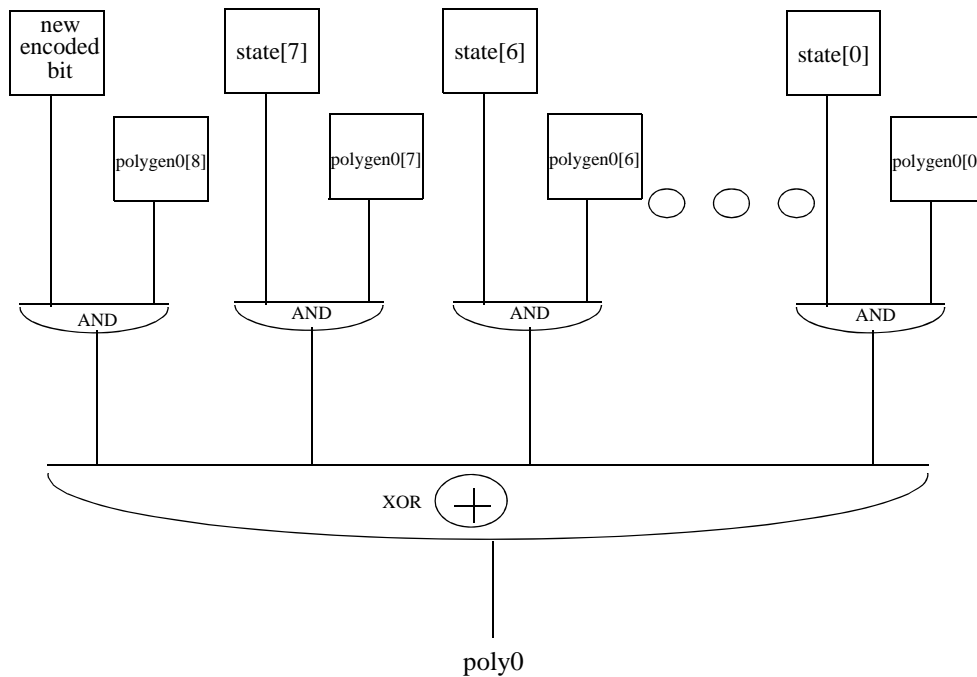 new
encoded
bit
state[7]
state[6]
state[0]
polygen0[8]
polygen0[7]
polygen0[6]
polygen0[0
AND
AND
AND
AND
XOR
poly0